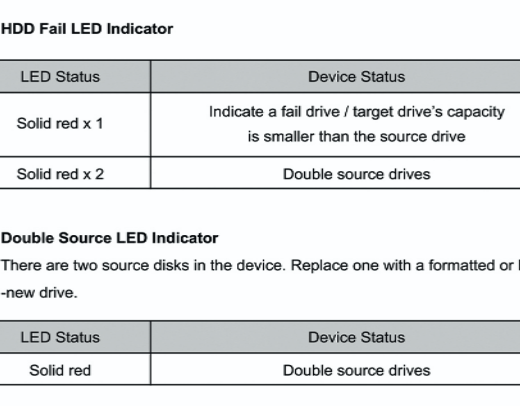 HDD Fail LED Indicator
LED Status Device Status
Solid red x 1 Indicate a fail drive / target drive's capacity
is smaller than the source drive
Solid red x 2 Double source drives
Double Source LED Indicator
There are two source disks in the device. Replace one with a formatted or
-new drive.
LED Status Device Status
Solid red Double source drives